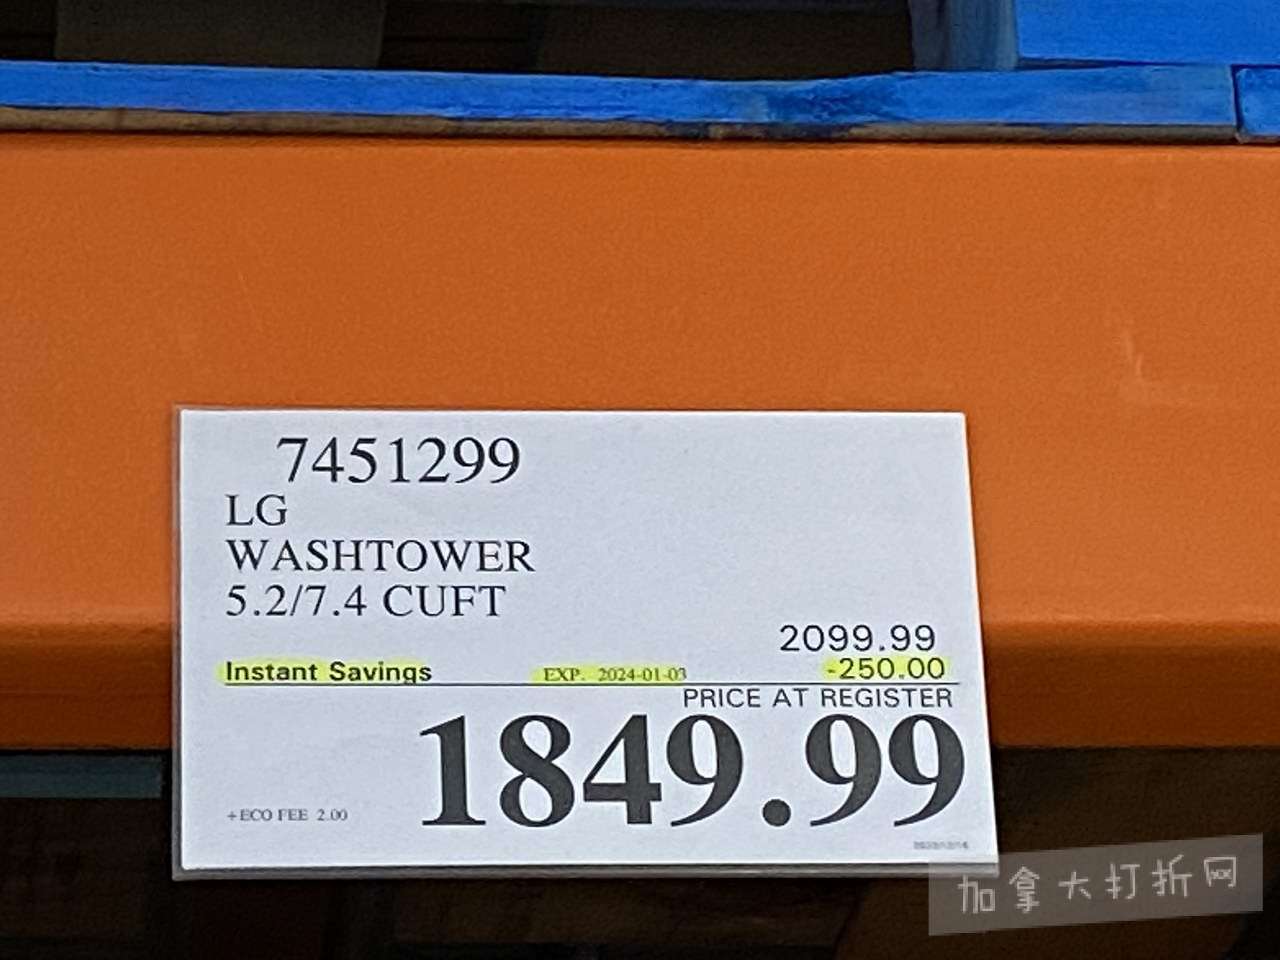 7451299
LG
WASHTOWER
5.2/7.4 CUFT
2099.99
Instant Savings EXP. 2024-01-03 -250.00
PRICE AT REGISTER
1849.99
+ECO FEE 2.00
加拿大打折网